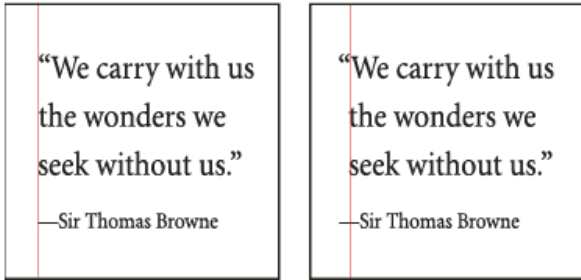 “We carry with us
the wonders we
seek without us.”
—Sir Thomas Browne
“We carry with us
the wonders we
seek without us.”
—Sir Thomas Browne